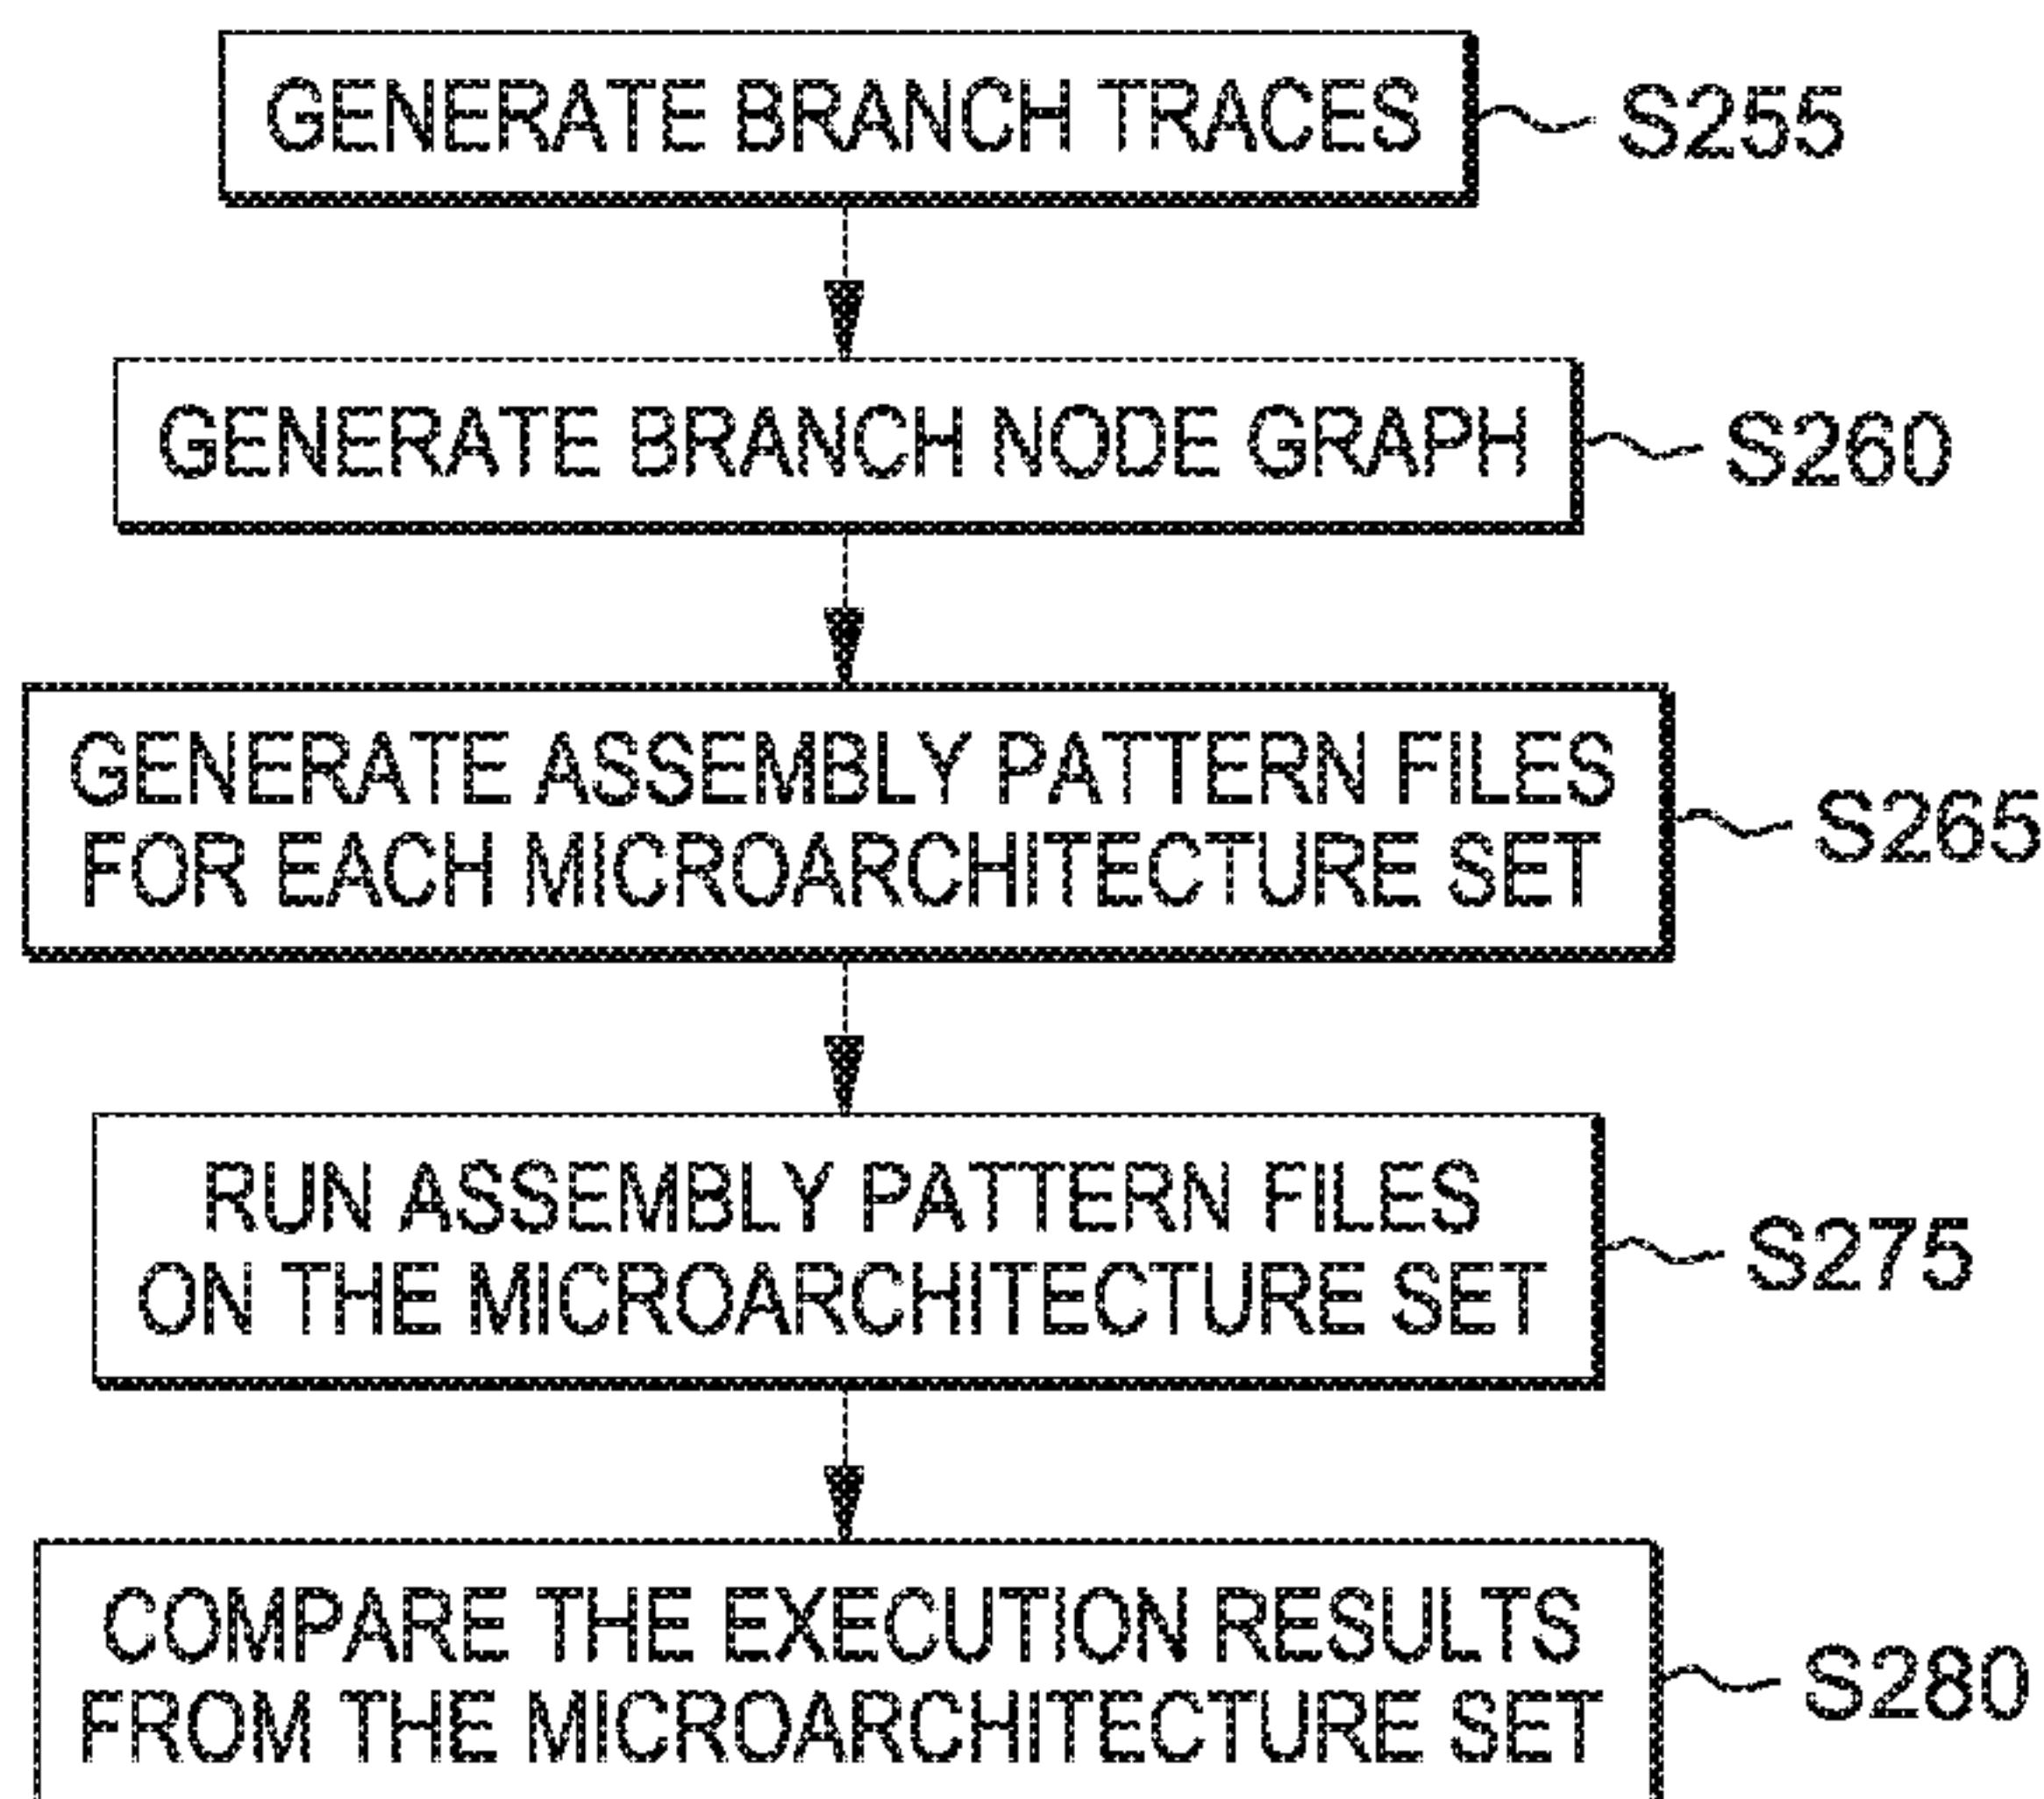 GENERATE BRANCH TRACES
S255
GENERATE BRANCH NODE GRAPH
S260
GENERATE ASSEMBLY PATTERN FILES
FOR EACH MICROARCHITECTURE SET
S265
RUN ASSEMBLY PATTERN FILES
ON THE MICROARCHITECTURE SET
S275
COMPARE THE EXECUTION RESULTS
FROM THE MICROARCHITECTURE SET
S280